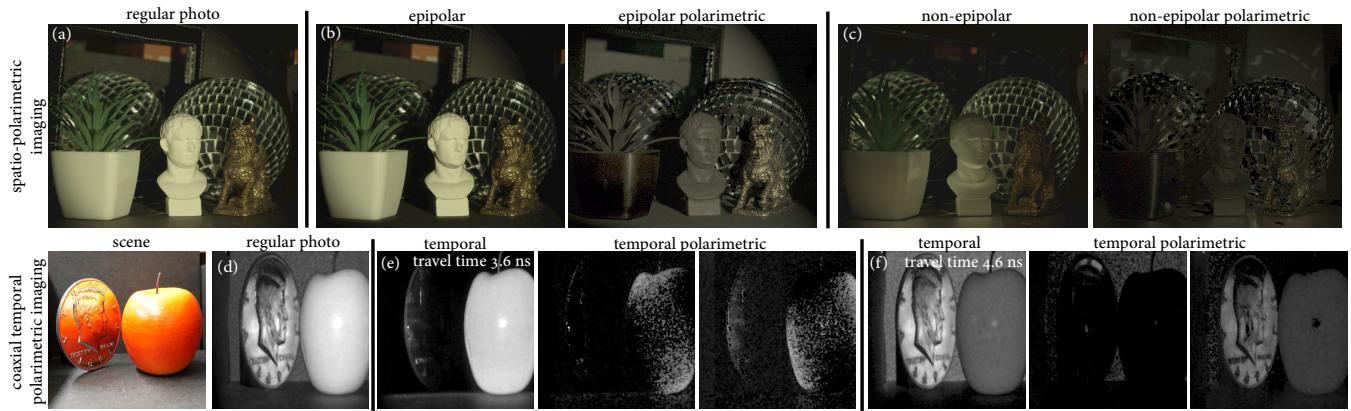 regular photo
epipolar
epipolar polarimetric
non-epipolar
non-epipolar polarimetric
(a)
(b)
(c)
spatio-polarimetric
imaging
scene
regular photo
temporal
temporal polarimetric
temporal
temporal polarimetric
(d)
(e)
travel time 3.6 ns
(f)
travel time 4.6 ns
coaxial temporal
polarimetric imaging